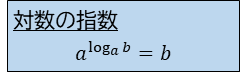 対数の指数
a^{log_a b} = b